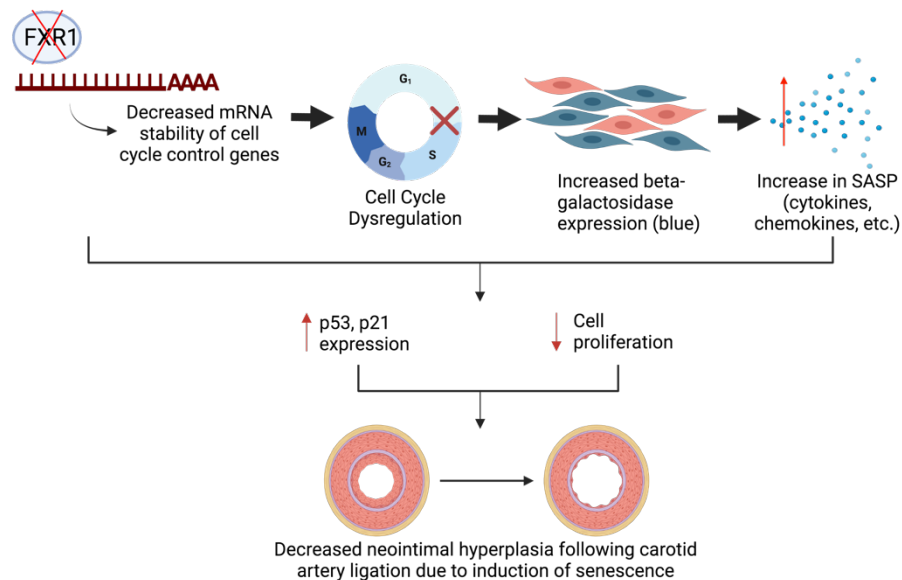 FXR1
AAAA
Decreased mRNA
stability of cell
cycle control genes
G₁
M
G₂
S
Cell Cycle
Dysregulation
Increased beta-
galactosidase
expression (blue)
Increase in SASP
(cytokines,
chemokines, etc.)
p53, p21
expression
Cell
proliferation
Decreased neointimal hyperplasia following carotid
artery ligation due to induction of senescence